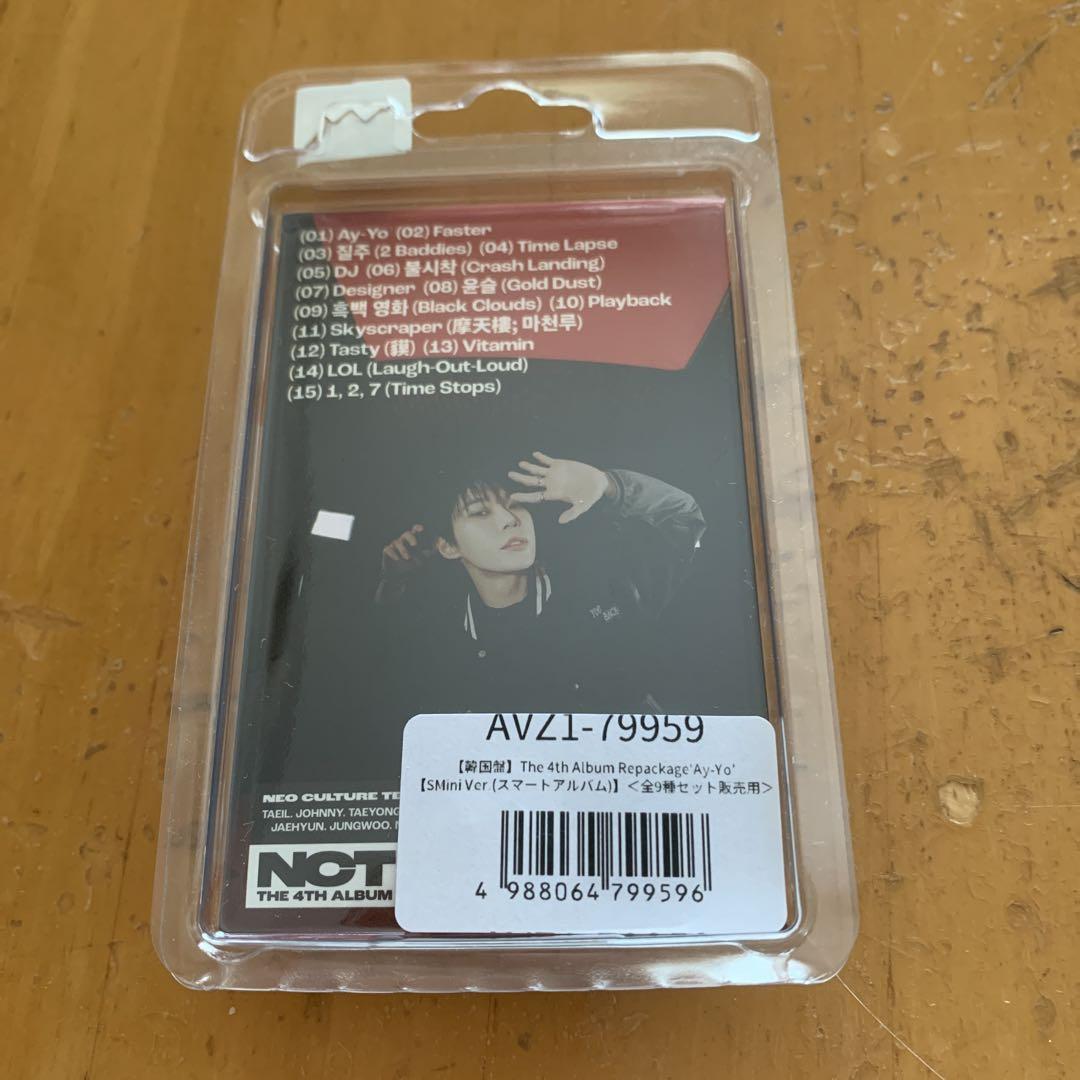 (01) Ay-Yo (02) Faster
(03) 질주 (2 Baddies) (04) Time Lapse
(05) DJ (06) 불시착 (Crash Landing)
(07) Designer (08) 윤슬 (Gold Dust)
(09) 흑백 영화 (Black Clouds) (10) Playback
(11) Skyscraper (摩天樓; 마천루)
(12) Tasty (貘) (13) Vitamin
(14) LOL (Laugh-Out-Loud)
(15) 1, 2, 7 (Time Stops)
AVZ1-79959
【韓国盤】The 4th Album Repackage'Ay-Yo'
【SMini Ver.(スマートアルバム)】＜全9種セット販売用＞
4 988064 799596
NEO CULTURE TE
TAEIL. JOHNNY. TAEYONG
JAEHYUN. JUNGWOO.
NCT
THE 4TH ALBUM